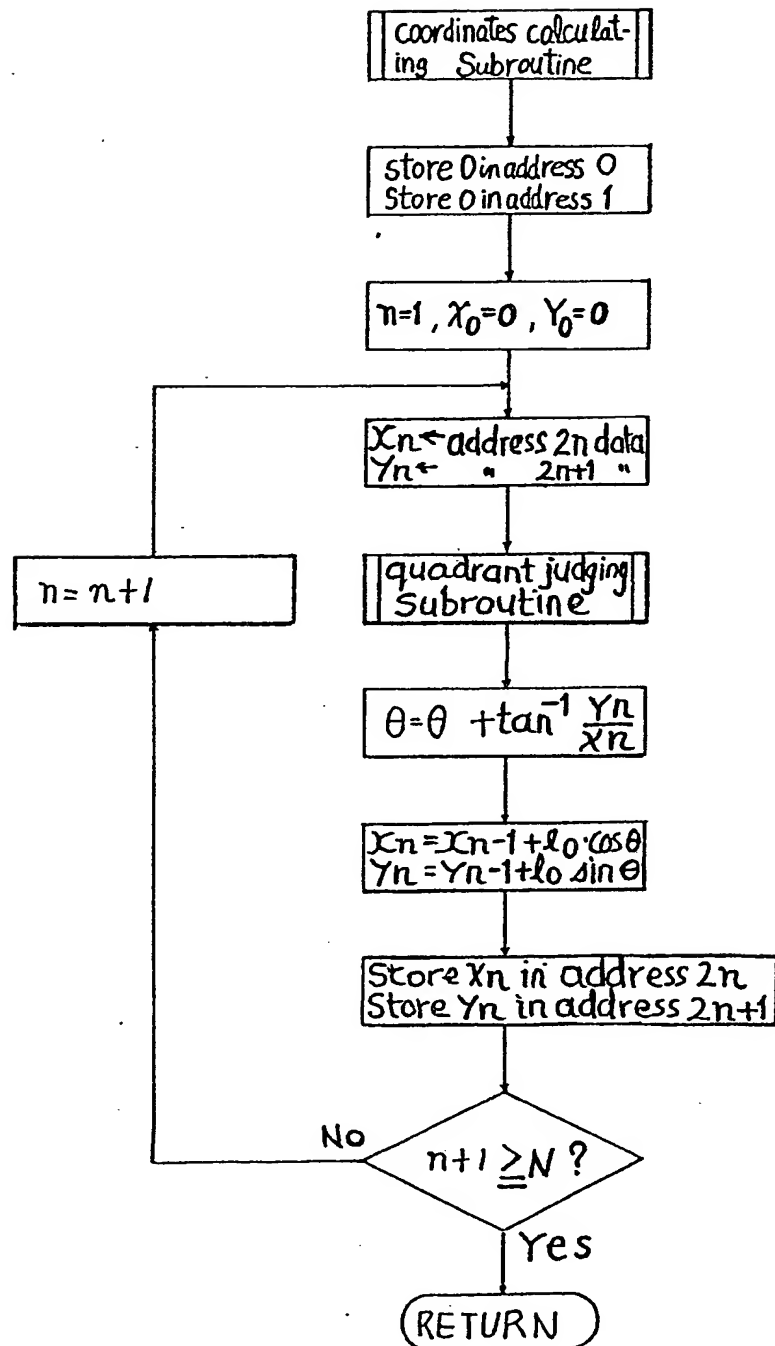 coordinates calculat-
ing Subroutine
store 0 in address 0
Store 0 in address 1
n=1, X₀=0, Y₀=0
Xn← address 2n data
Yn← " 2n+1 "
n=n+1
quadrant judging
Subroutine
θ=θ +tan⁻¹ Yn/Xn
Xn=Xn-1+l₀·cosθ
Yn=Yn-1+l₀ sinθ
Store Xn in address 2n
Store Yn in address 2n+1
No
n+1≧N?
Yes
RETURN